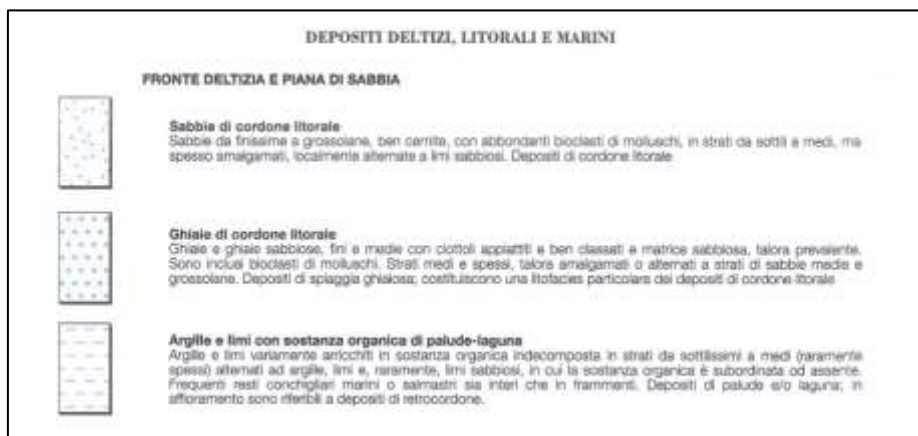 DEPOSITI DELTIZI, LITORALI E MARINI
FRONTE DELTIZIA E PIANA DI SABBIA
Sabbie di cordone litorale
Sabbie da finissime a grossolane, ben cernite, con abbondanti bioclasti di molluschi, in strati da sottili a medi, ma
spesso amalgamati, localmente alternate a limi sabbiosi. Depositi di cordone litorale
Ghiaie di cordone litorale
Ghiaie e ghiaie sabbiose, fini e medie con ciottoli appiattiti e ben classati e matrice sabbiosa, talora prevalente.
Sono inclusi bioclasti di molluschi. Strati medi e spessi, talora amalgamati o alternati a strati di sabbie medie e
grossolane. Depositi di spiaggia ghiaiosa; costituiscono una litofacies particolare dei depositi di cordone litorale
Argille e limi con sostanza organica di palude-laguna
Argille e limi variamente arricchiti in sostanza organica indecomposta in strati da sottilissimi a medi (raramente
spessi) alternati ad argille, limi e, raramente, limi sabbiosi, in cui la sostanza organica è subordinata od assente.
Frequenti resti conchigliari marini o salmastri sia interi che in frammenti. Depositi di palude e/o laguna; in
affioramento sono riferibili a depositi di retrocordone.